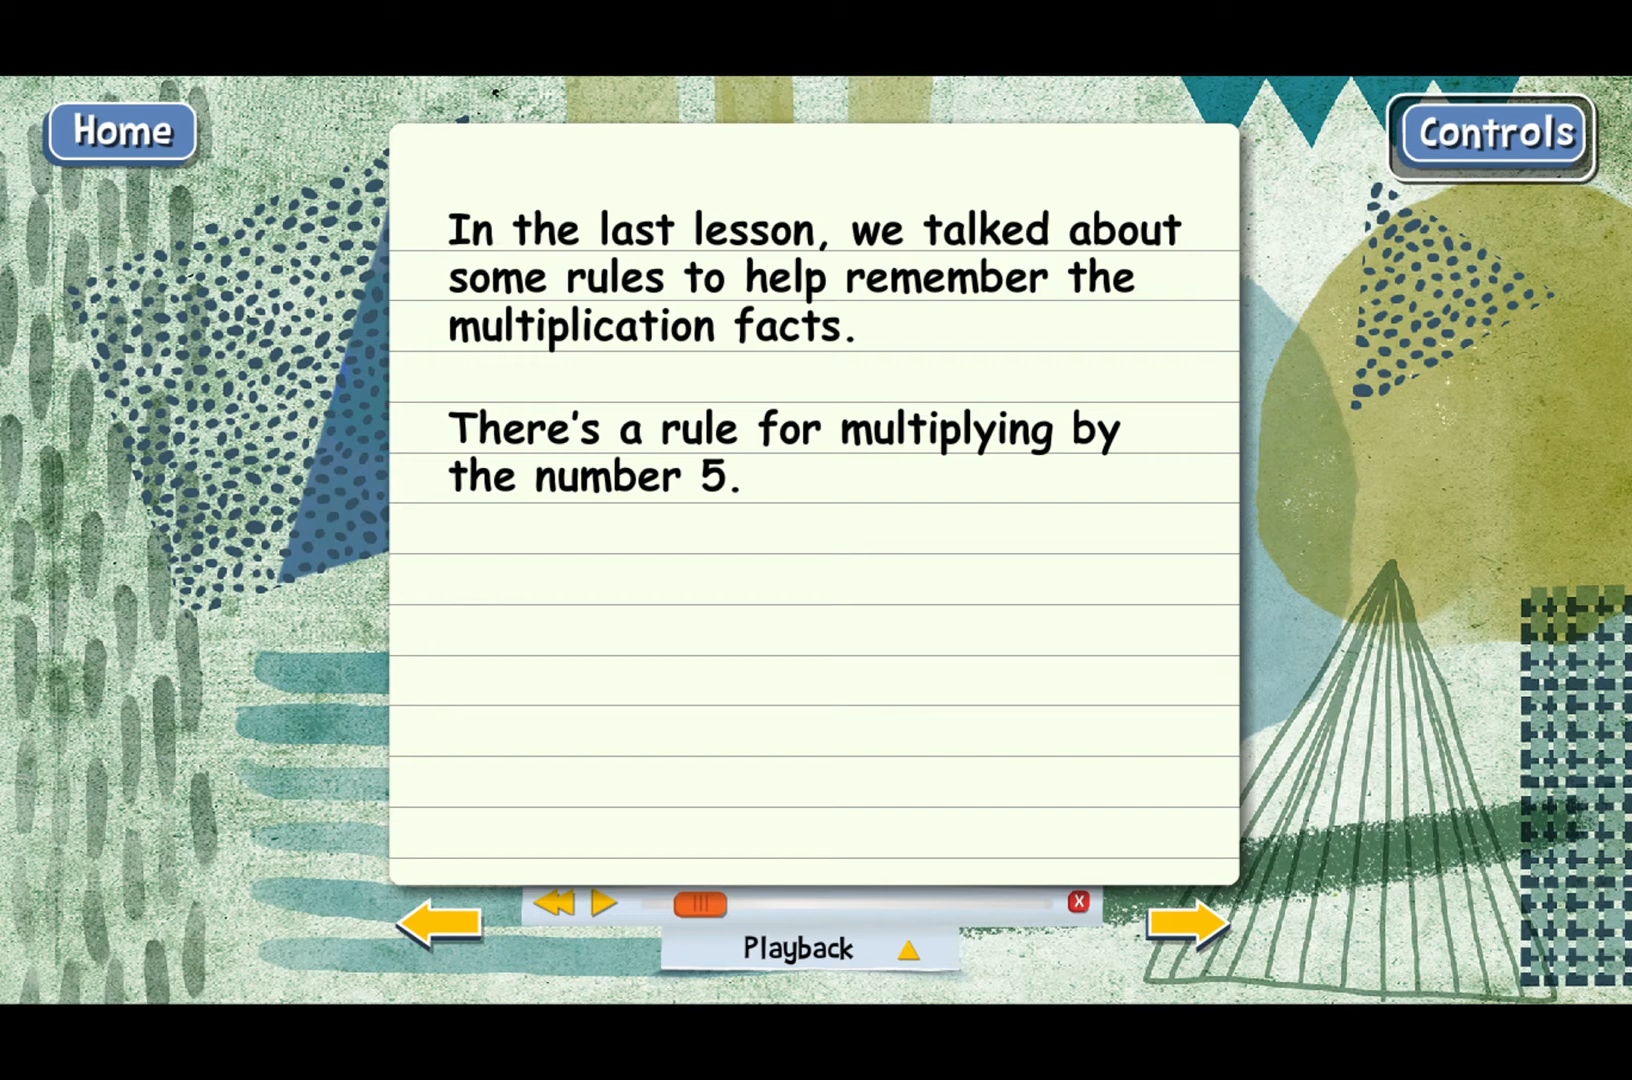 Home
Controls
In the last lesson, we talked about
some rules to help remember the
multiplication facts.
There's a rule for multiplying by
the number 5.
X
Playback